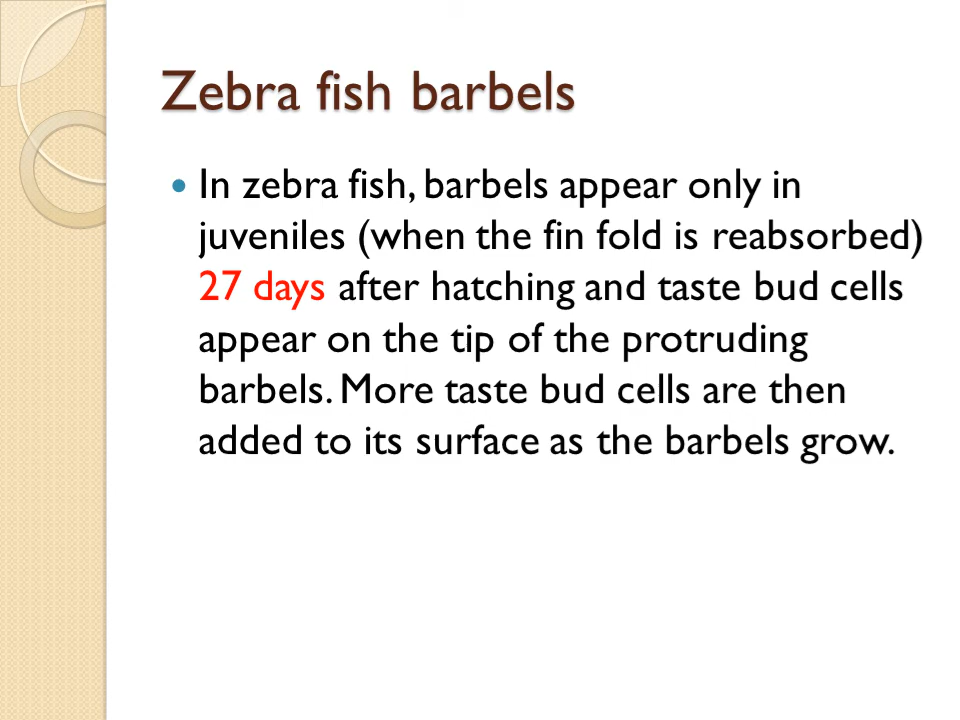 Zebra fish barbels
• In zebra fish, barbels appear only in
juveniles (when the fin fold is reabsorbed)
27 days after hatching and taste bud cells
appear on the tip of the protruding
barbels. More taste bud cells are then
added to its surface as the barbels grow.